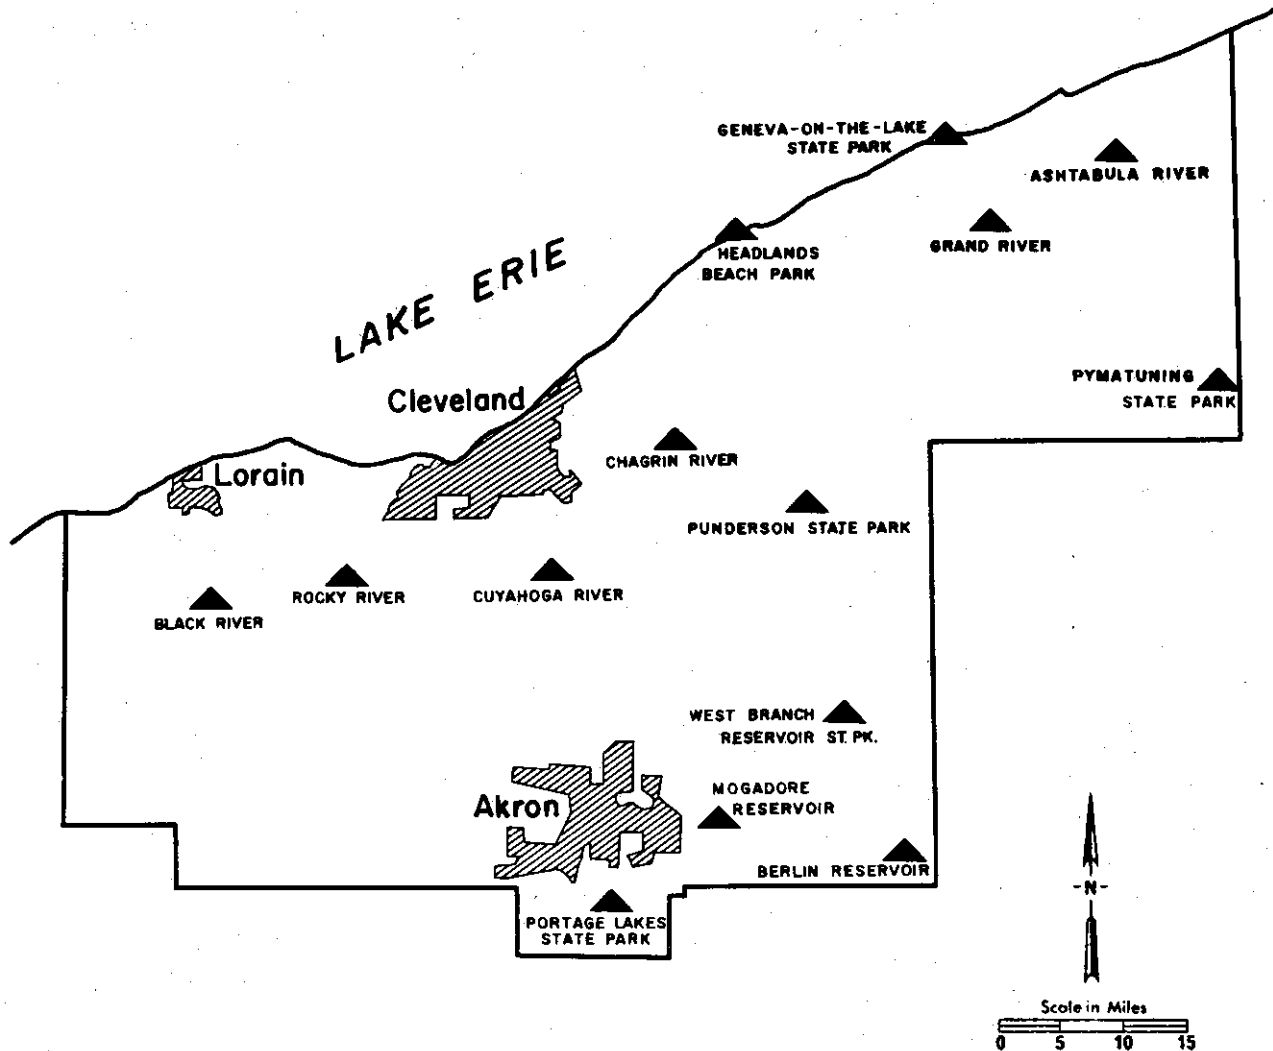 GENEVA-ON-THE-LAKE
STATE PARK
ASHTABULA RIVER
GRAND RIVER
HEADLANDS
BEACH PARK
LAKE ERIE
PYMATUNING
STATE PARK
Cleveland
CHAGRIN RIVER
Lorain
PUNDERSON STATE PARK
ROCKY RIVER
CUYAHOGA RIVER
BLACK RIVER
WEST BRANCH
RESERVOIR ST. PK.
MOGADORE
RESERVOIR
Akron
BERLIN RESERVOIR
-N-
PORTAGE LAKES
STATE PARK
Scale in Miles
0 5 10 15